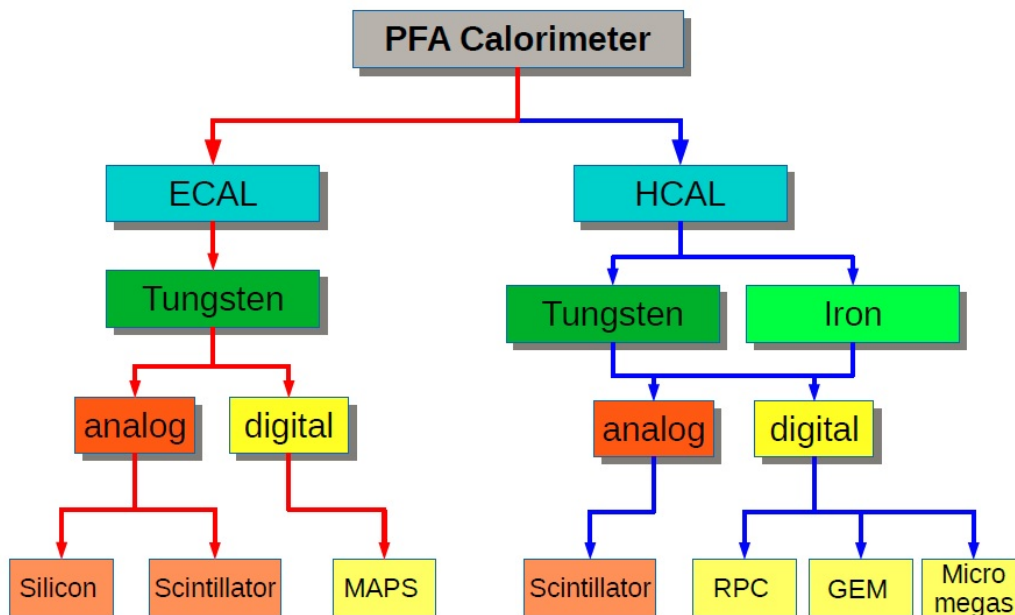 PFA Calorimeter
ECAL
HCAL
Tungsten
Tungsten
Iron
analog
digital
analog
digital
Silicon
Scintillator
MAPS
Scintillator
RPC
GEM
Micro
megas